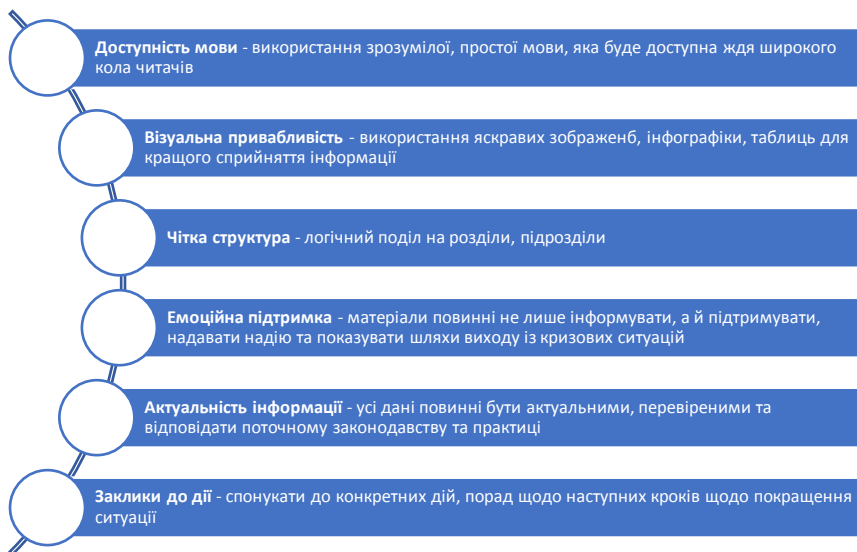 Доступність мови - використання зрозумілої, простої мови, яка буде доступна ждя широкого
кола читачів
Візуальна привабливість - використання яскравих зображенб, інфографіки, таблиць для
кращого сприйняття інформації
Чітка структура - логічний поділ на розділи, підрозділи
Емоційна підтримка - матеріали повинні не лише інформувати, а й підтримувати,
надавати надію та показувати шляхи виходу із кризових ситуацій
Актуальність інформації - усі дані повинні бути актуальними, перевіреними та
відповідати поточному законодавству та практиці
Заклики до дії - спонукати до конкретних дій, порад щодо наступних кроків щодо покращення
ситуації